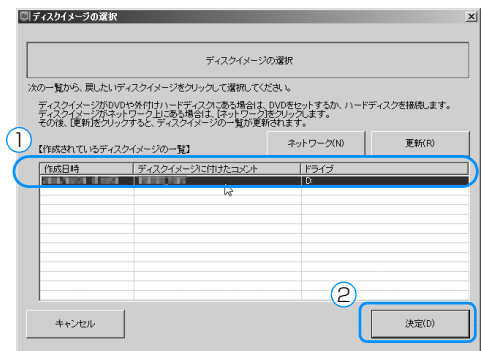 ディスクイメージの選択
ディスクイメージの選択
次の一覧から、戻したいディスクイメージをクリックして選択してください。
ディスクイメージがDVDや外付けハードディスクにある場合は、DVDをセットするか、ハードディスクを接続します。
ディスクイメージがネットワーク上にある場合は、[ネットワーク]をクリックします。
その後、[更新]をクリックすると、ディスクイメージの一覧が更新されます。
①
【作成されているディスクイメージの一覧】 ネットワーク(N) 更新(R)
作成日時 ディスクイメージに付けたコメント ドライブ
D:
②
キャンセル 決定(D)